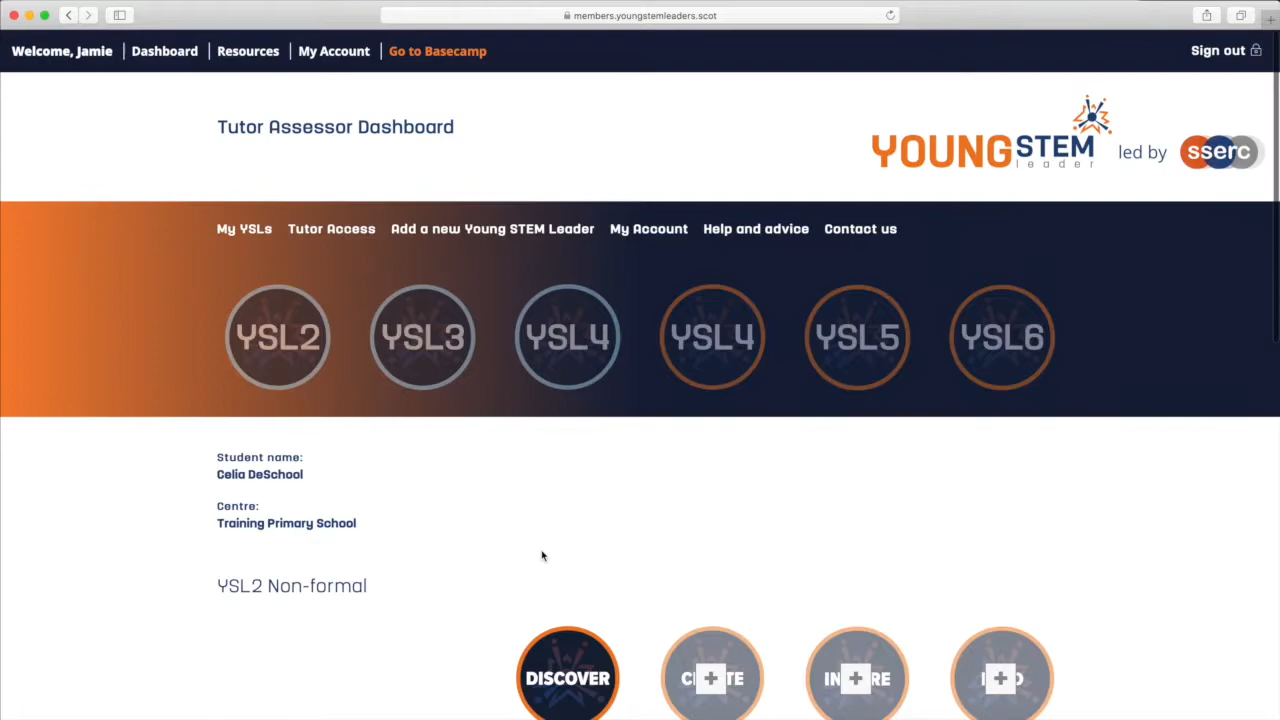 members.youngstemleaders.scot
Welcome, Jamie Dashboard Resources My Account Go to Basecamp Sign out
Tutor Assessor Dashboard
YOUNG STEM leader led by sserc
My YSLs Tutor Access Add a new Young STEM Leader My Account Help and advice Contact us
YSL2 YSL3 YSL4 YSL4 YSL5 YSL6
Student name:
Celia DeSchool
Centre:
Training Primary School
YSL2 Non-formal
DISCOVER